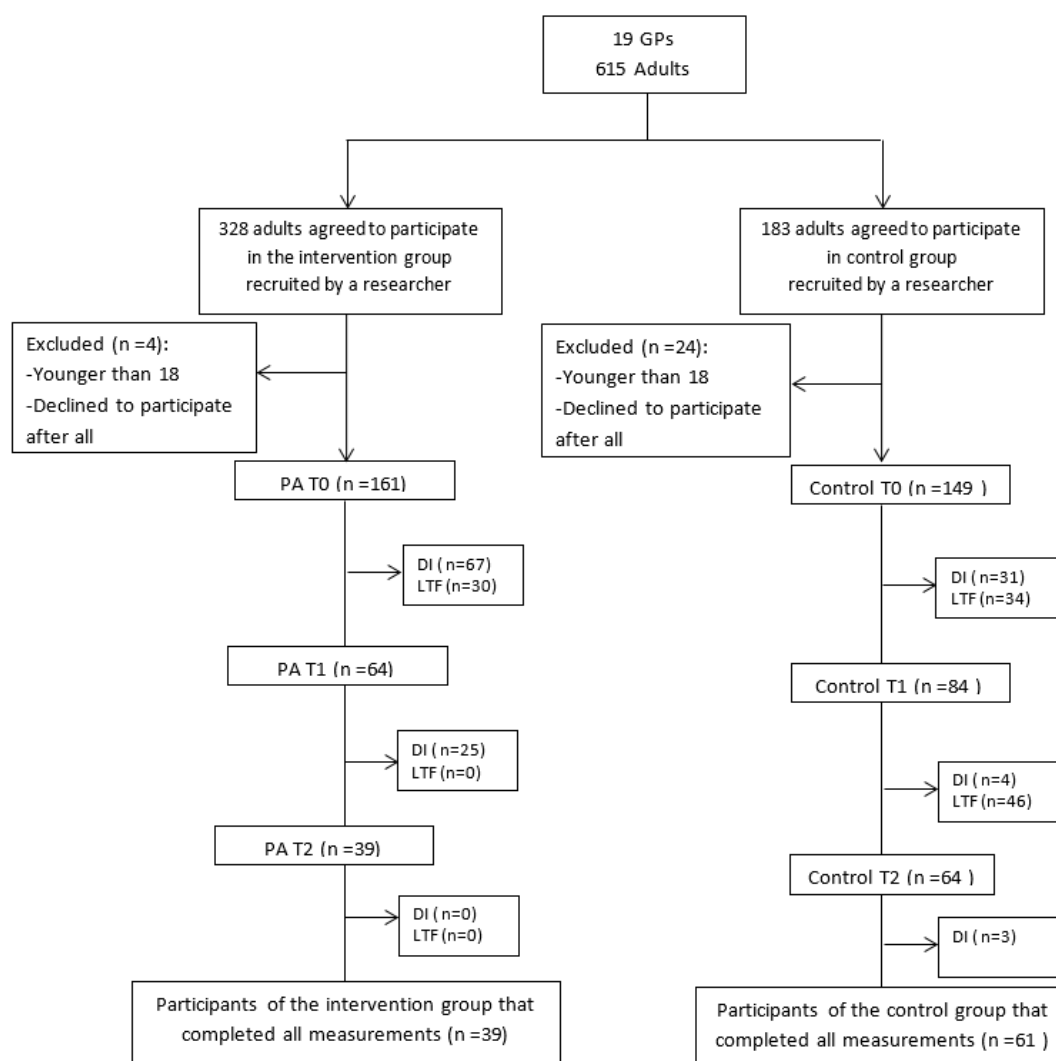 19 GPs
615 Adults
328 adults agreed to participate
in the intervention group
recruited by a researcher
183 adults agreed to participate
in control group
recruited by a researcher
Excluded (n =4):
-Younger than 18
-Declined to participate
after all
Excluded (n =24):
-Younger than 18
-Declined to participate
after all
PA T0 (n =161)
Control T0 (n =149 )
DI ( n=67)
LTF (n=30)
DI ( n=31)
LTF (n=34)
PA T1 (n =64)
Control T1 (n =84 )
DI ( n=25)
LTF (n=0)
DI ( n=4)
LTF (n=46)
PA T2 (n =39)
Control T2 (n =64 )
DI ( n=0)
LTF (n=0)
DI ( n=3)
Participants of the intervention group that
completed all measurements (n =39)
Participants of the control group that
completed all measurements (n =61 )